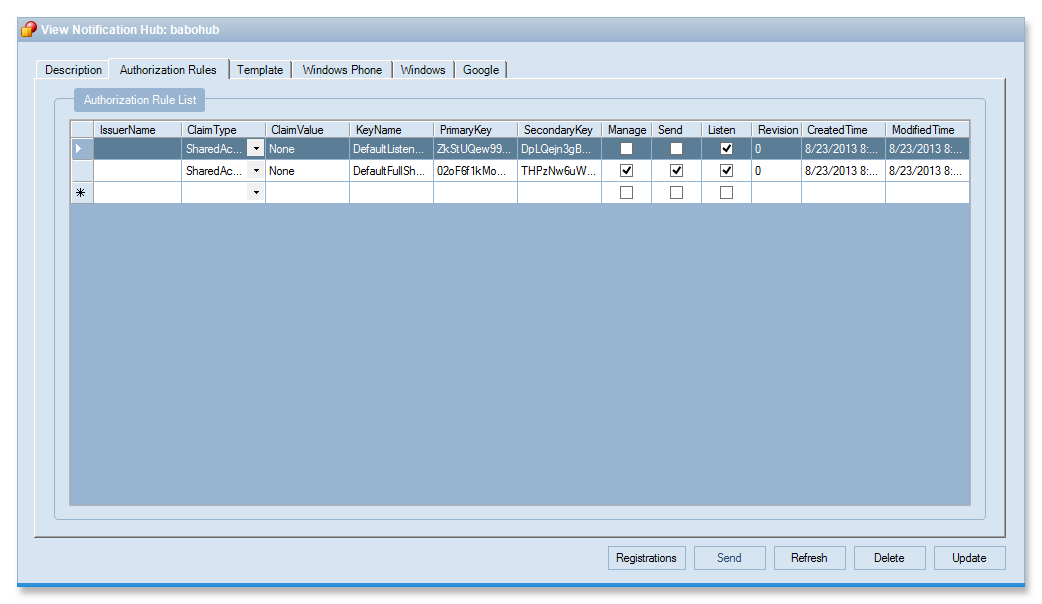 View Notification Hub: babohub
Description Authorization Rules Template Windows Phone Windows Google
Authorization Rule List
IssuerName ClaimType ClaimValue KeyName PrimaryKey SecondaryKey Manage Send Listen Revision CreatedTime ModifiedTime
SharedAc... None DefaultListen... ZkStUQew99... DpLQejn3gB... 0 8/23/2013 8:... 8/23/2013 8:...
SharedAc... None DefaultFullSh... 02oF6f1kMo... THPzNw6uW... 0 8/23/2013 8:... 8/23/2013 8:...
Registrations Send Refresh Delete Update